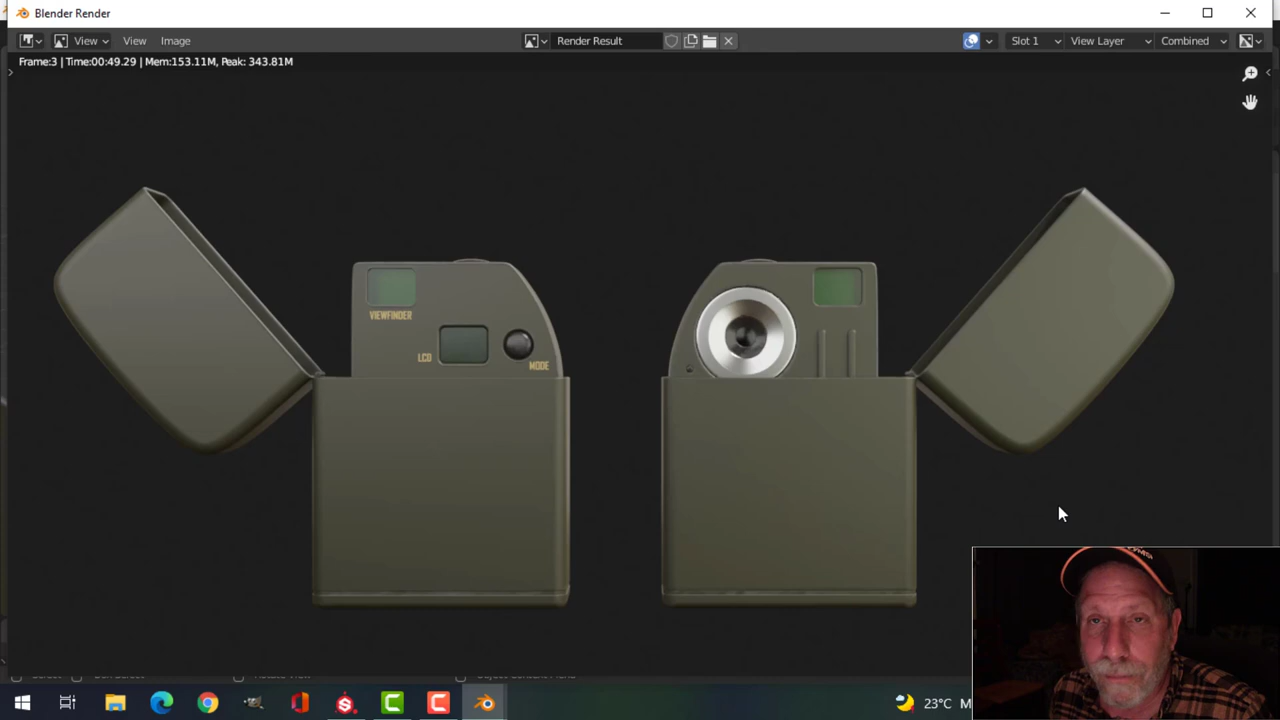 Blender Render
View View Image Render Result Slot 1 View Layer Combined
Frame:3 | Time:00:49.29 | Mem:153.11M, Peak: 343.81M
VIEWFINDER
LCD
MODE
23°C M